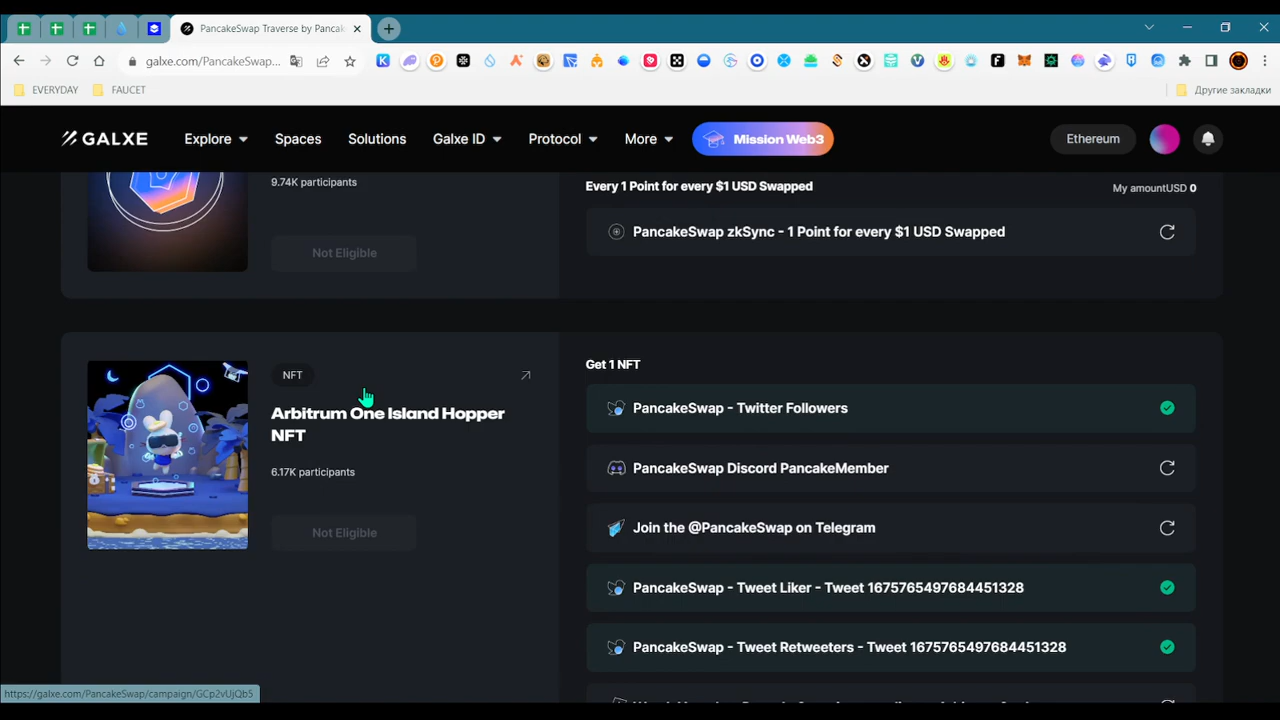 PancakeSwap Traverse by Pancak
galxe.com/PancakeSwap...
EVERYDAY
FAUCET
Другие закладки
GALXE
Explore
Spaces
Solutions
Galxe ID
Protocol
More
Mission Web3
Ethereum
9.74K participants
Not Eligible
Every 1 Point for every $1 USD Swapped
My amountUSD 0
PancakeSwap zkSync - 1 Point for every $1 USD Swapped
NFT
Arbitrum One Island Hopper
NFT
6.17K participants
Not Eligible
Get 1 NFT
PancakeSwap - Twitter Followers
PancakeSwap Discord PancakeMember
Join the @PancakeSwap on Telegram
PancakeSwap - Tweet Liker - Tweet 1675765497684451328
PancakeSwap - Tweet Retweeters - Tweet 1675765497684451328
https://galxe.com/PancakeSwap/campaign/GCp2vUjQb5